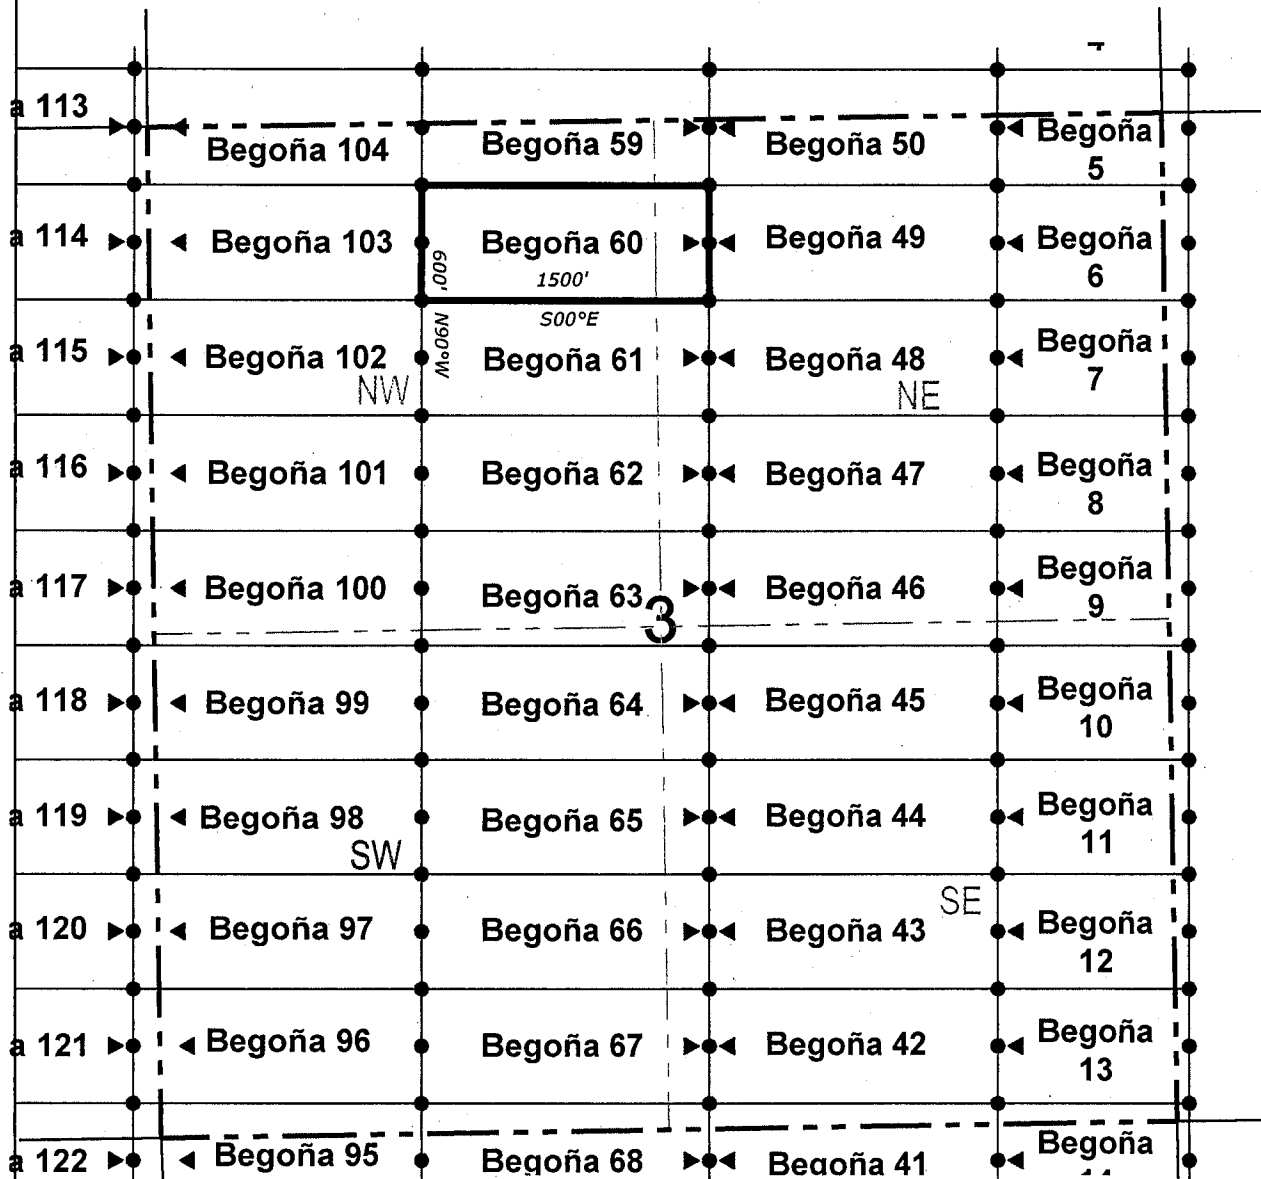 a 113
Begoña 104
Begoña 59
Begoña 50
Begoña
5
a 114
Begoña 103
Begoña 60
Begoña 49
Begoña
6
600'
1500'
S00°E
N90°W
a 115
Begoña 102
Begoña 61
Begoña 48
Begoña
7
NW
NE
a 116
Begoña 101
Begoña 62
Begoña 47
Begoña
8
a 117
Begoña 100
Begoña 63
Begoña 46
Begoña
9
3
a 118
Begoña 99
Begoña 64
Begoña 45
Begoña
10
a 119
Begoña 98
Begoña 65
Begoña 44
Begoña
11
SW
SE
a 120
Begoña 97
Begoña 66
Begoña 43
Begoña
12
a 121
Begoña 96
Begoña 67
Begoña 42
Begoña
13
a 122
Begoña 95
Begoña 68
Begoña 41
Begoña